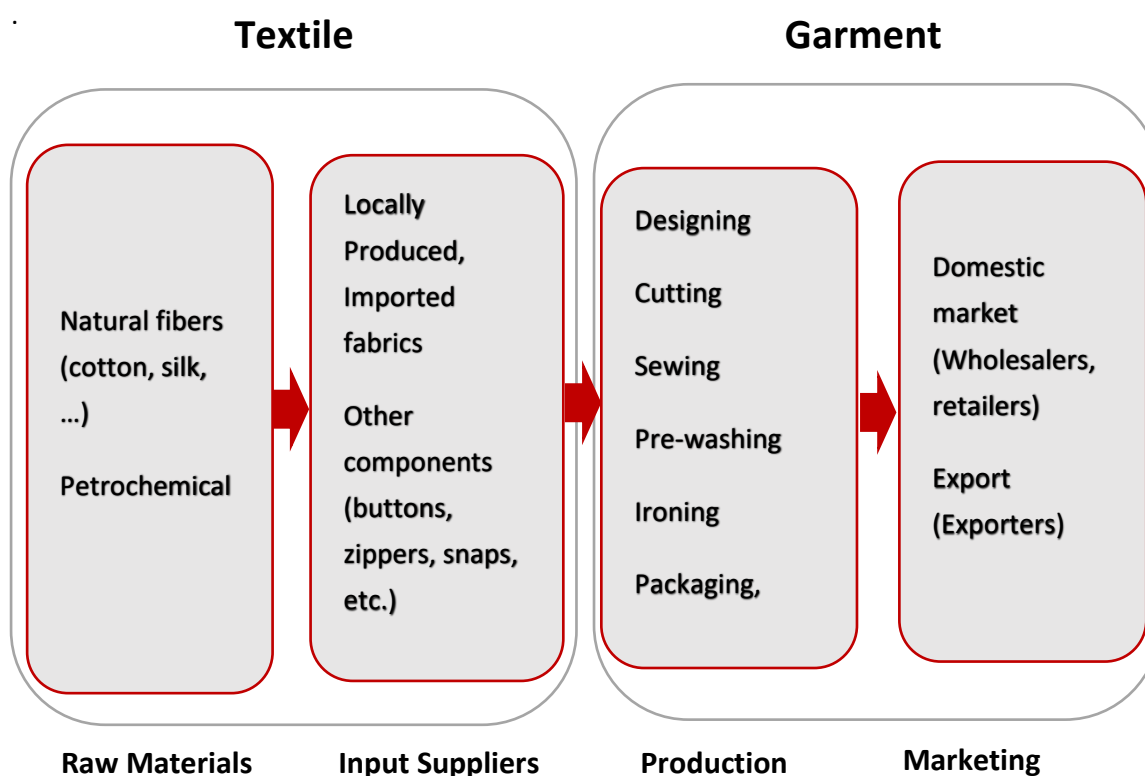 .
Textile
Garment
Natural fibers
(cotton, silk,
...)
Petrochemical
Locally
Produced,
Imported
fabrics
Other
components
(buttons,
zippers, snaps,
etc.)
Designing
Cutting
Sewing
Pre-washing
Ironing
Packaging,
Domestic
market
(Wholesalers,
retailers)
Export
(Exporters)
Raw Materials
Input Suppliers
Production
Marketing